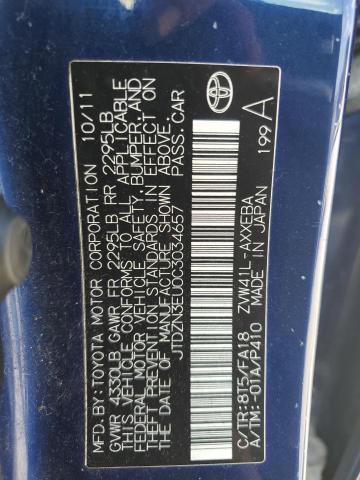 MFD. BY: TOYOTA MOTOR CORPORATION 10/11
GVWR 4330LB GAWR FR 2295LB RR 2295LB
THIS VEHICLE CONFORMS TO ALL APPLICABLE
FEDERAL MOTOR VEHICLE SAFETY, BUMPER, AND
THEFT PREVENTION STANDARDS IN EFFECT ON
THE DATE OF MANUFACTURE SHOWN ABOVE.
JTDZN3EU0C3034657 PASS.CAR
C/TR:8T5/FA18 ZVW41L-AXXEBA
A/TM:-01A/P410 MADE IN JAPAN
199 A
TOYOTA